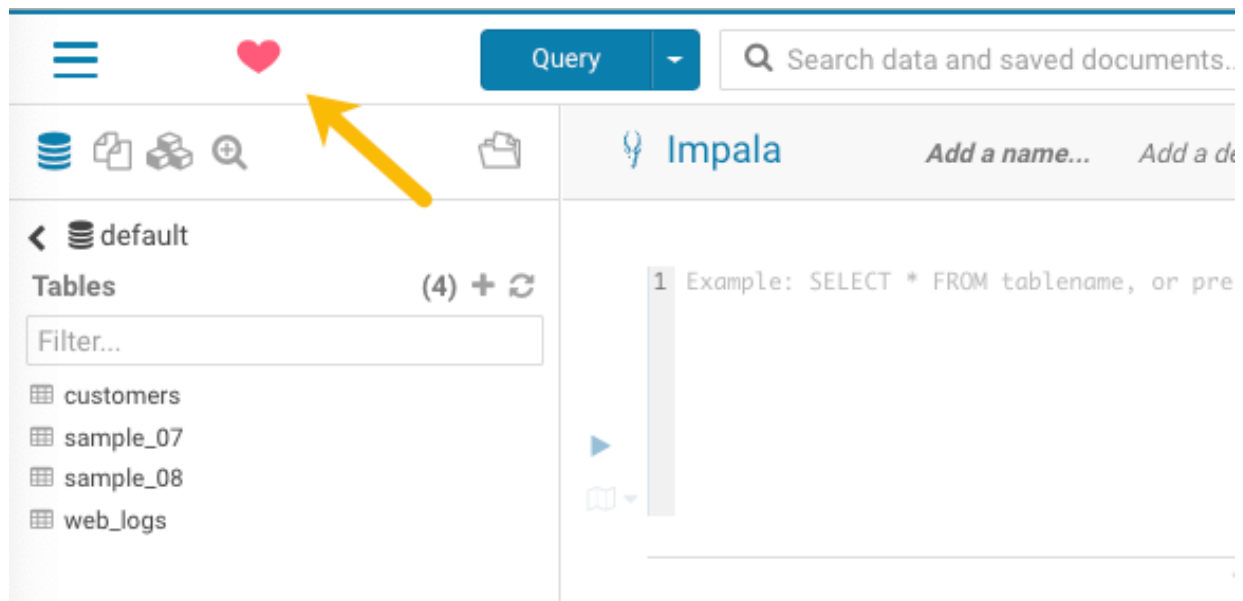 Query
Search data and saved documents..
Impala
Add a name...
Add a de
default
Tables (4)
Filter...
customers
sample_07
sample_08
web_logs
1 Example: SELECT * FROM tablename, or pre